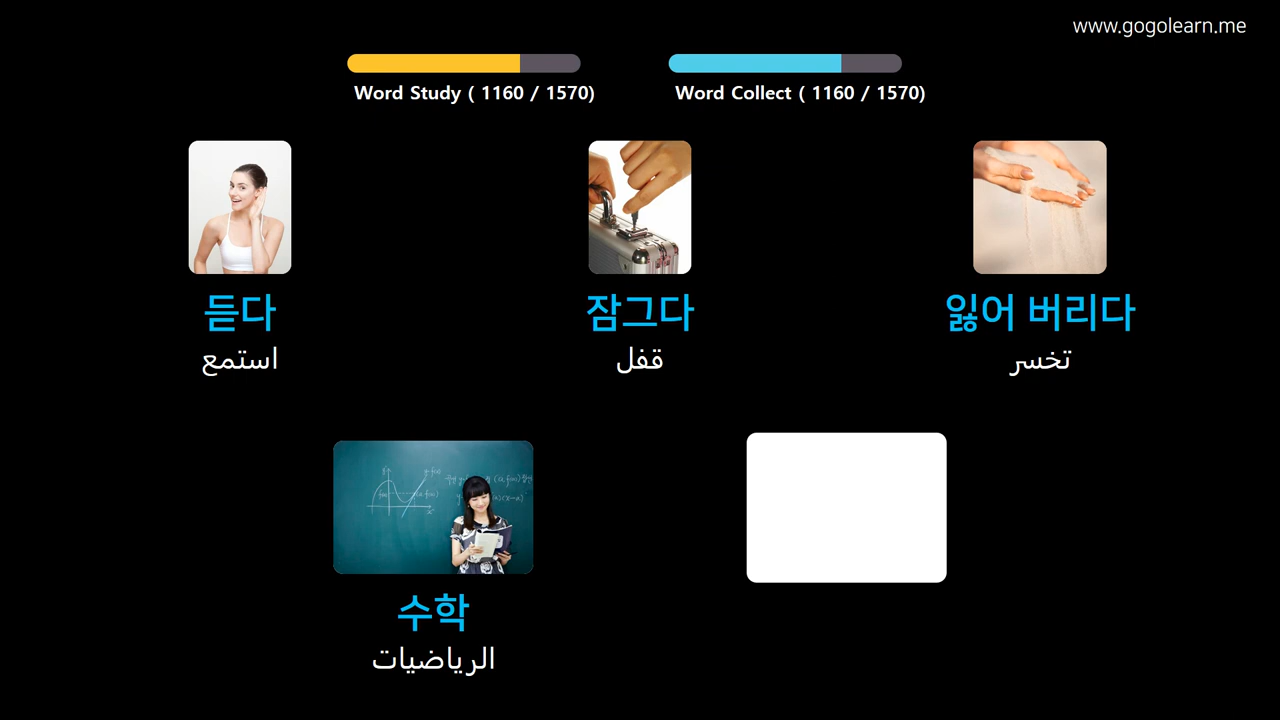 www.gogolearn.me
Word Study ( 1160 / 1570)
Word Collect ( 1160 / 1570)
듣다
استمع
잠그다
قفل
잃어 버리다
تخسر
수학
الرياضيات